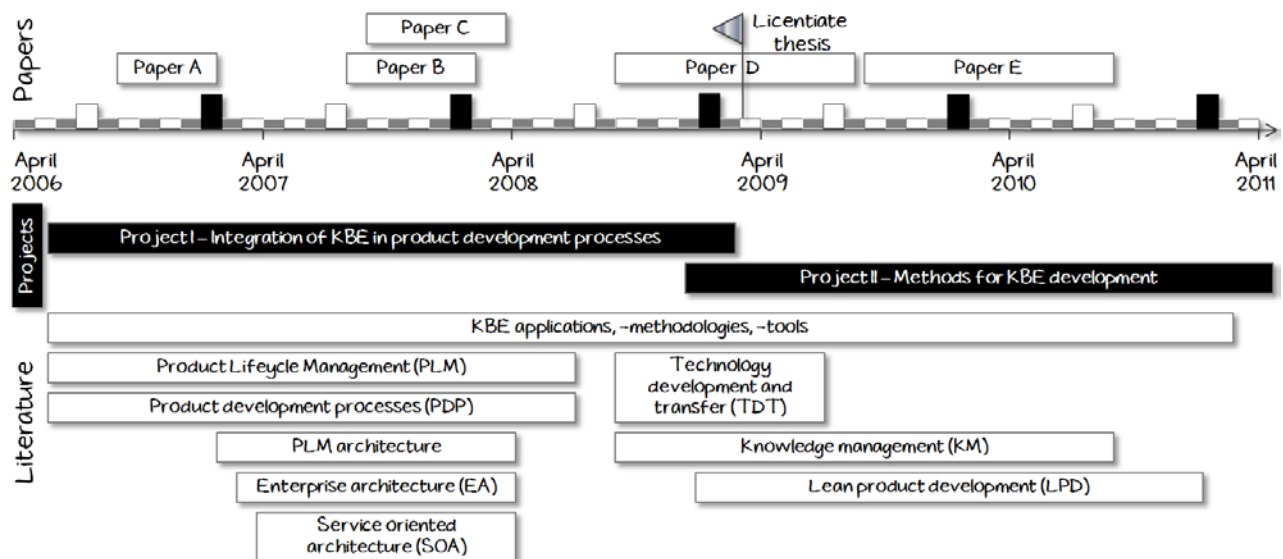 Papers
Paper C
Licentiate
thesis
Paper A
Paper B
Paper D
Paper E
April
2006
April
2007
April
2008
April
2009
April
2010
April
2011
Projects
Project I – Integration of KBE in product development processes
Project II – Methods for KBE development
Literature
KBE applications, -methodologies, -tools
Product Lifeycle Management (PLM)
Technology
development and
transfer (TDT)
Product development processes (PDP)
PLM architecture
Knowledge management (KM)
Enterprise architecture (EA)
Lean product development (LPD)
Service oriented
architecture (SOA)